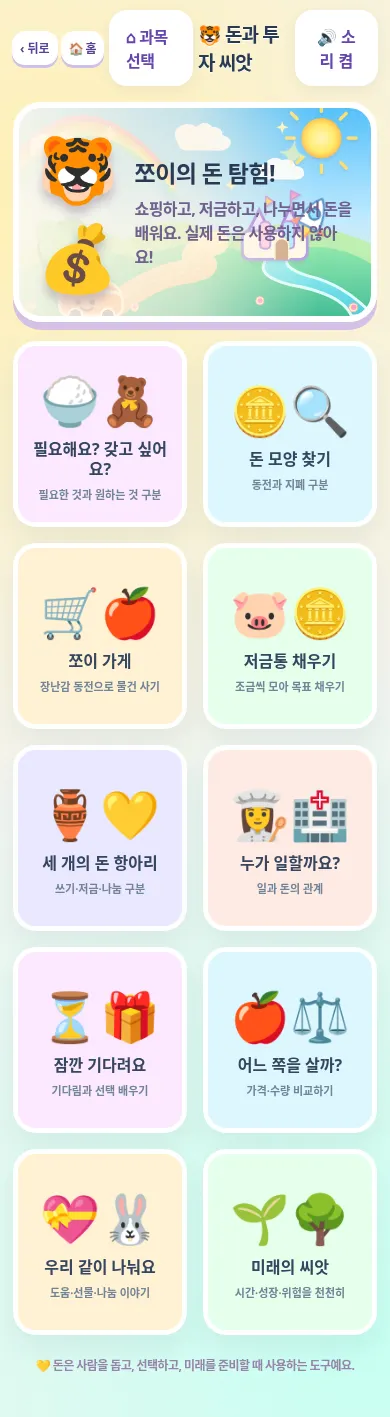 ‹ 뒤로
🏠 홈
⌂ 과목
선택
🐯 돈과 투
자 씨앗
🔊 소
리 켬
쪼이의 돈 탐험!
쇼핑하고, 저금하고, 나누면서 돈을
배워요. 실제 돈은 사용하지 않아
요!
필요해요? 갖고 싶어
요?
필요한 것과 원하는 것 구분
돈 모양 찾기
동전과 지폐 구분
쪼이 가게
장난감 동전으로 물건 사기
저금통 채우기
조금씩 모아 목표 채우기
세 개의 돈 항아리
쓰기·저금·나눔 구분
누가 일할까요?
일과 돈의 관계
잠깐 기다려요
기다림과 선택 배우기
어느 쪽을 살까?
가격·수량 비교하기
우리 같이 나눠요
도움·선물·나눔 이야기
미래의 씨앗
시간·성장·위험을 천천히
💛 돈은 사람을 돕고, 선택하고, 미래를 준비할 때 사용하는 도구예요.